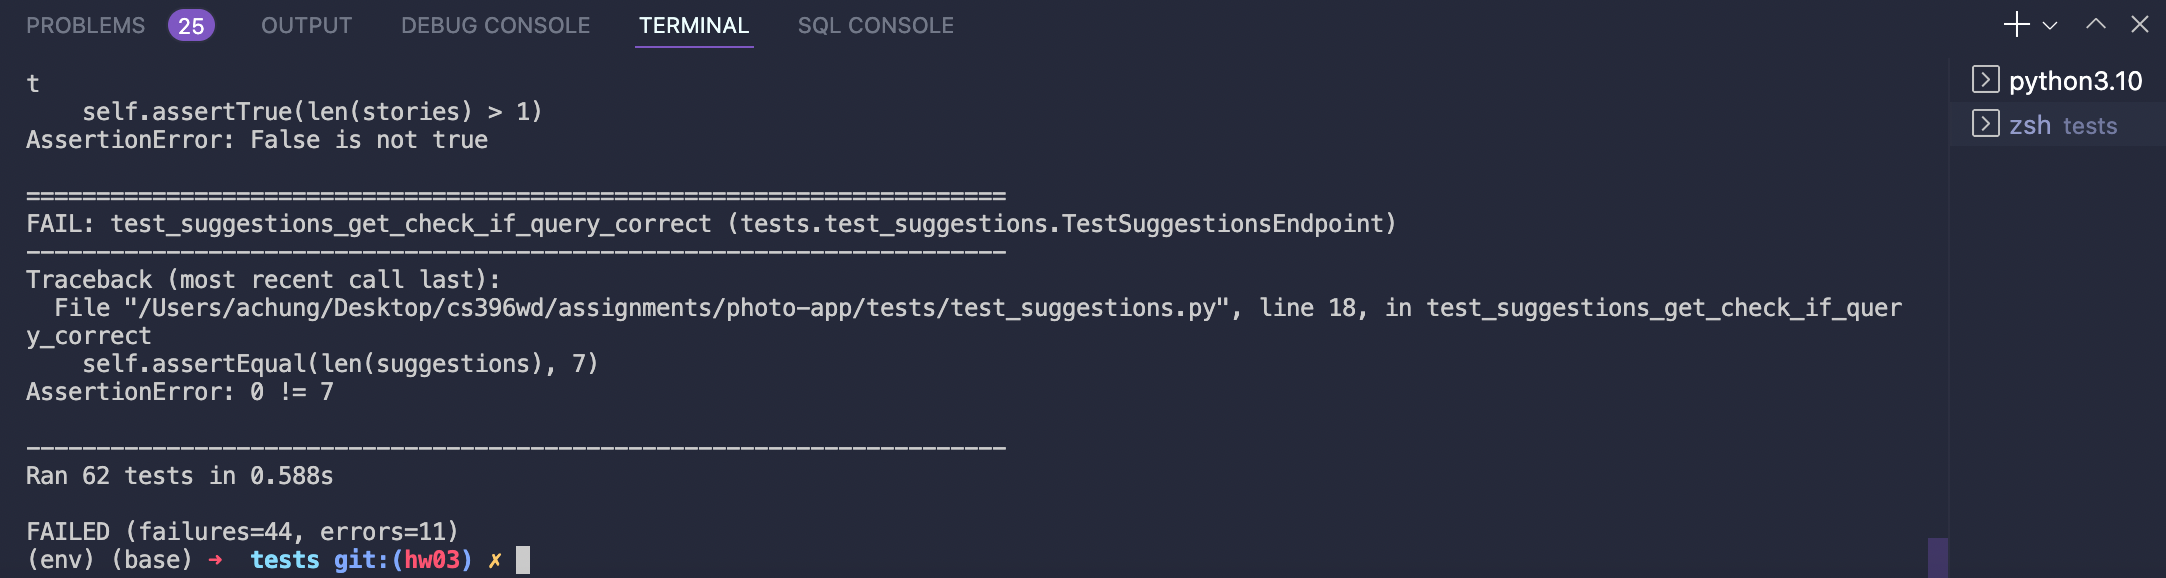 PROBLEMS 25 OUTPUT DEBUG CONSOLE TERMINAL SQL CONSOLE
t
    self.assertTrue(len(stories) > 1)
AssertionError: False is not true
======================================================================
FAIL: test_suggestions_get_check_if_query_correct (tests.test_suggestions.TestSuggestionsEndpoint)
----------------------------------------------------------------------
Traceback (most recent call last):
  File "/Users/achung/Desktop/cs396wd/assignments/photo-app/tests/test_suggestions.py", line 18, in test_suggestions_get_check_if_quer
y_correct
    self.assertEqual(len(suggestions), 7)
AssertionError: 0 != 7
----------------------------------------------------------------------
Ran 62 tests in 0.588s
FAILED (failures=44, errors=11)
(env) (base) ➜  tests git:(hw03) ✗
python3.10
zsh tests